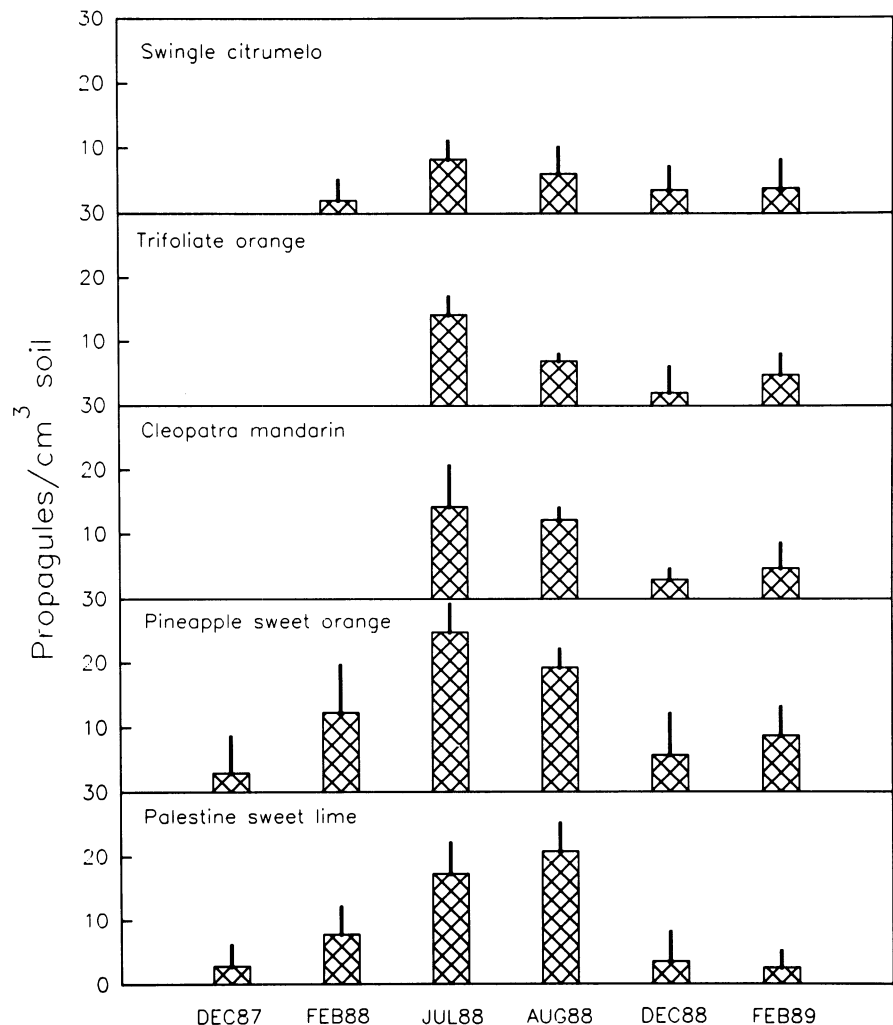 Propagules/cm³ soil
30
Swingle citrumelo
20
10
30
Trifoliate orange
20
10
30
Cleopatra mandarin
20
10
30
Pineapple sweet orange
20
10
30
Palestine sweet lime
20
10
0
DEC87 FEB88 JUL88 AUG88 DEC88 FEB89